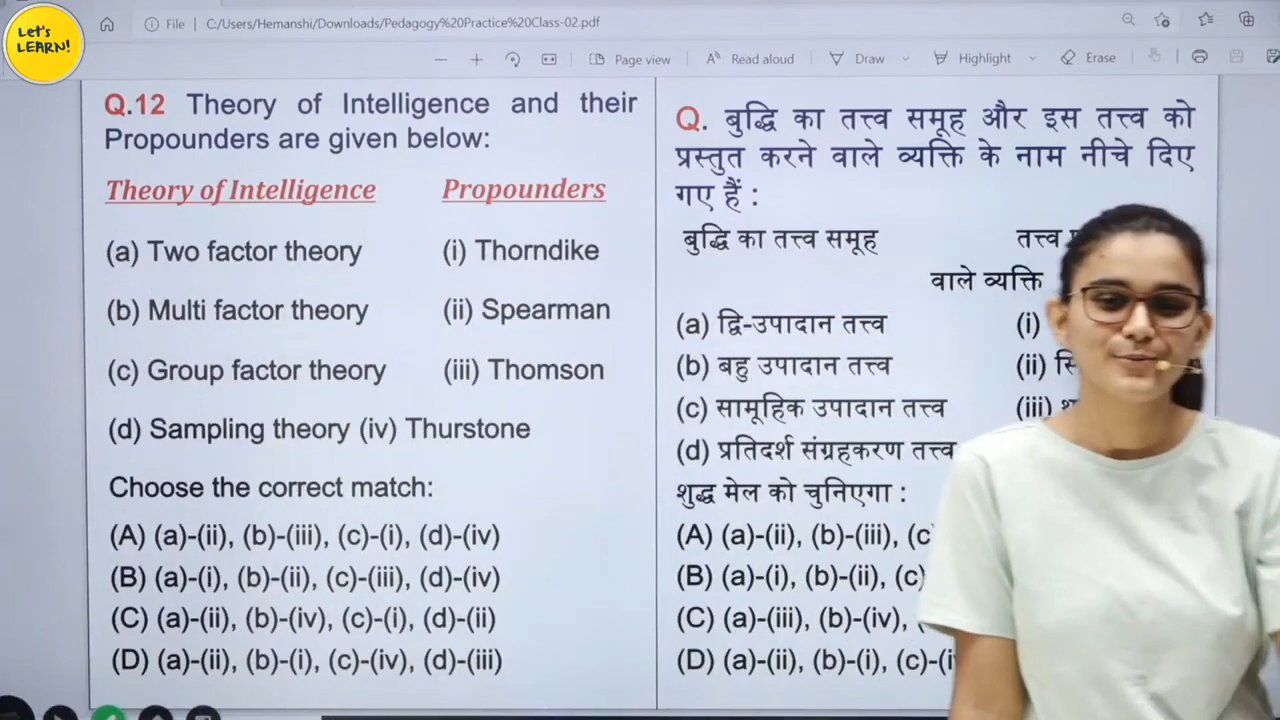 Let's
LEARN!
File
C:/Users/Hemanshi/Downloads/Pedagogy%20Practice%20Class-02.pdf
Page view
Read aloud
Draw
Highlight
Erase
Q.12 Theory of Intelligence and their
Propounders are given below:
Theory of Intelligence Propounders
(a) Two factor theory (i) Thorndike
(b) Multi factor theory (ii) Spearman
(c) Group factor theory (iii) Thomson
(d) Sampling theory (iv) Thurstone
Choose the correct match:
(A) (a)-(ii), (b)-(iii), (c)-(i), (d)-(iv)
(B) (a)-(i), (b)-(ii), (c)-(iii), (d)-(iv)
(C) (a)-(ii), (b)-(iv), (c)-(i), (d)-(ii)
(D) (a)-(ii), (b)-(i), (c)-(iv), (d)-(iii)
Q. बुद्धि का तत्त्व समूह और इस तत्त्व को
प्रस्तुत करने वाले व्यक्ति के नाम नीचे दिए
गए हैं :
बुद्धि का तत्त्व समूह तत्त्व
वाले व्यक्ति
(a) द्वि-उपादान तत्त्व (i)
(b) बहु उपादान तत्त्व (ii)
(c) सामूहिक उपादान तत्त्व (iii)
(d) प्रतिदर्श संग्रहकरण तत्त्व
शुद्ध मेल को चुनिएगा :
(A) (a)-(ii), (b)-(iii), (c
(B) (a)-(i), (b)-(ii), (c)
(C) (a)-(iii), (b)-(iv),
(D) (a)-(ii), (b)-(i), (c)-(i